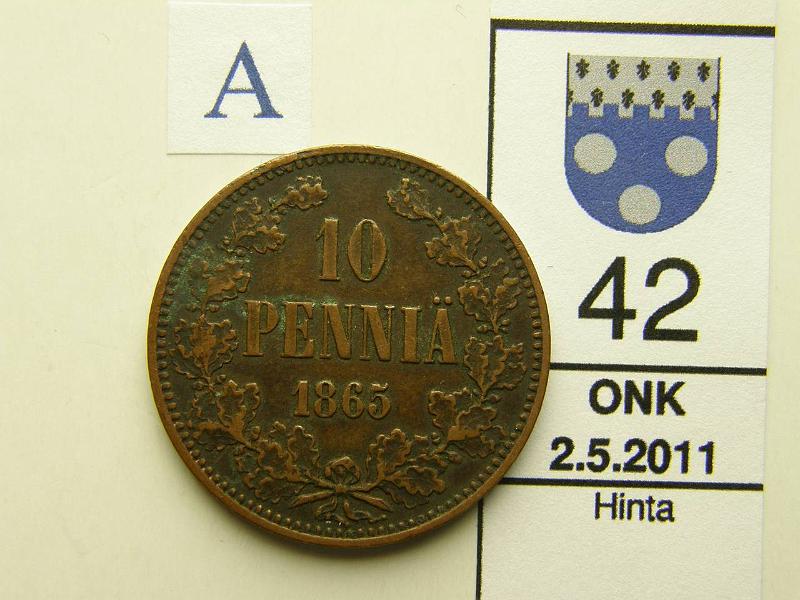 A
10
PENNIÄ
1865
42
ONK
2.5.2011
Hinta